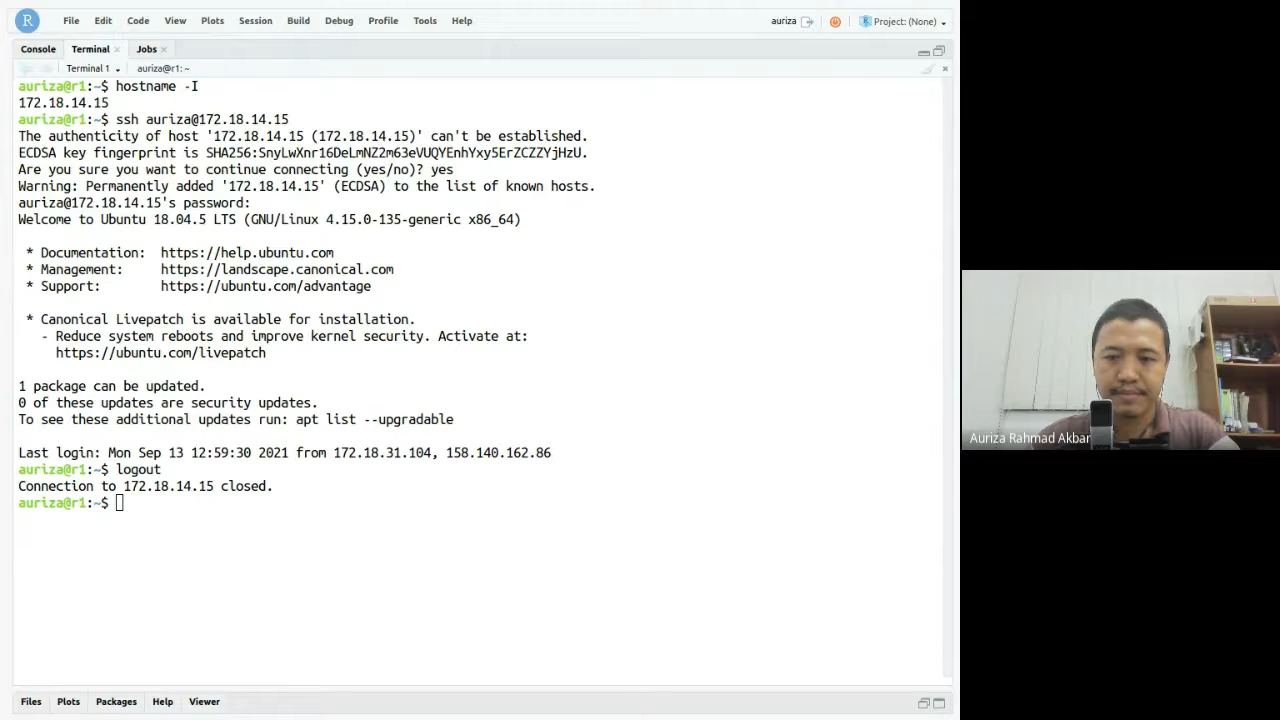 R File Edit Code View Plots Session Build Debug Profile Tools Help auriza Project: (None)
Console Terminal Jobs
Terminal 1 auriza@r1: ~
auriza@r1:~$ hostname -I
172.18.14.15
auriza@r1:~$ ssh auriza@172.18.14.15
The authenticity of host '172.18.14.15 (172.18.14.15)' can't be established.
ECDSA key fingerprint is SHA256:SnyLwXnr16DeLmNZ2m63eVUQYEnhYxy5ErZCZZYjHzU.
Are you sure you want to continue connecting (yes/no)? yes
Warning: Permanently added '172.18.14.15' (ECDSA) to the list of known hosts.
auriza@172.18.14.15's password:
Welcome to Ubuntu 18.04.5 LTS (GNU/Linux 4.15.0-135-generic x86_64)
* Documentation: https://help.ubuntu.com
* Management: https://landscape.canonical.com
* Support: https://ubuntu.com/advantage
* Canonical Livepatch is available for installation.
- Reduce system reboots and improve kernel security. Activate at:
https://ubuntu.com/livepatch
1 package can be updated.
0 of these updates are security updates.
To see these additional updates run: apt list --upgradable
Last login: Mon Sep 13 12:59:30 2021 from 172.18.31.104, 158.140.162.86
auriza@r1:~$ logout
Connection to 172.18.14.15 closed.
auriza@r1:~$
Files Plots Packages Help Viewer
Auriza Rahmad Akbar